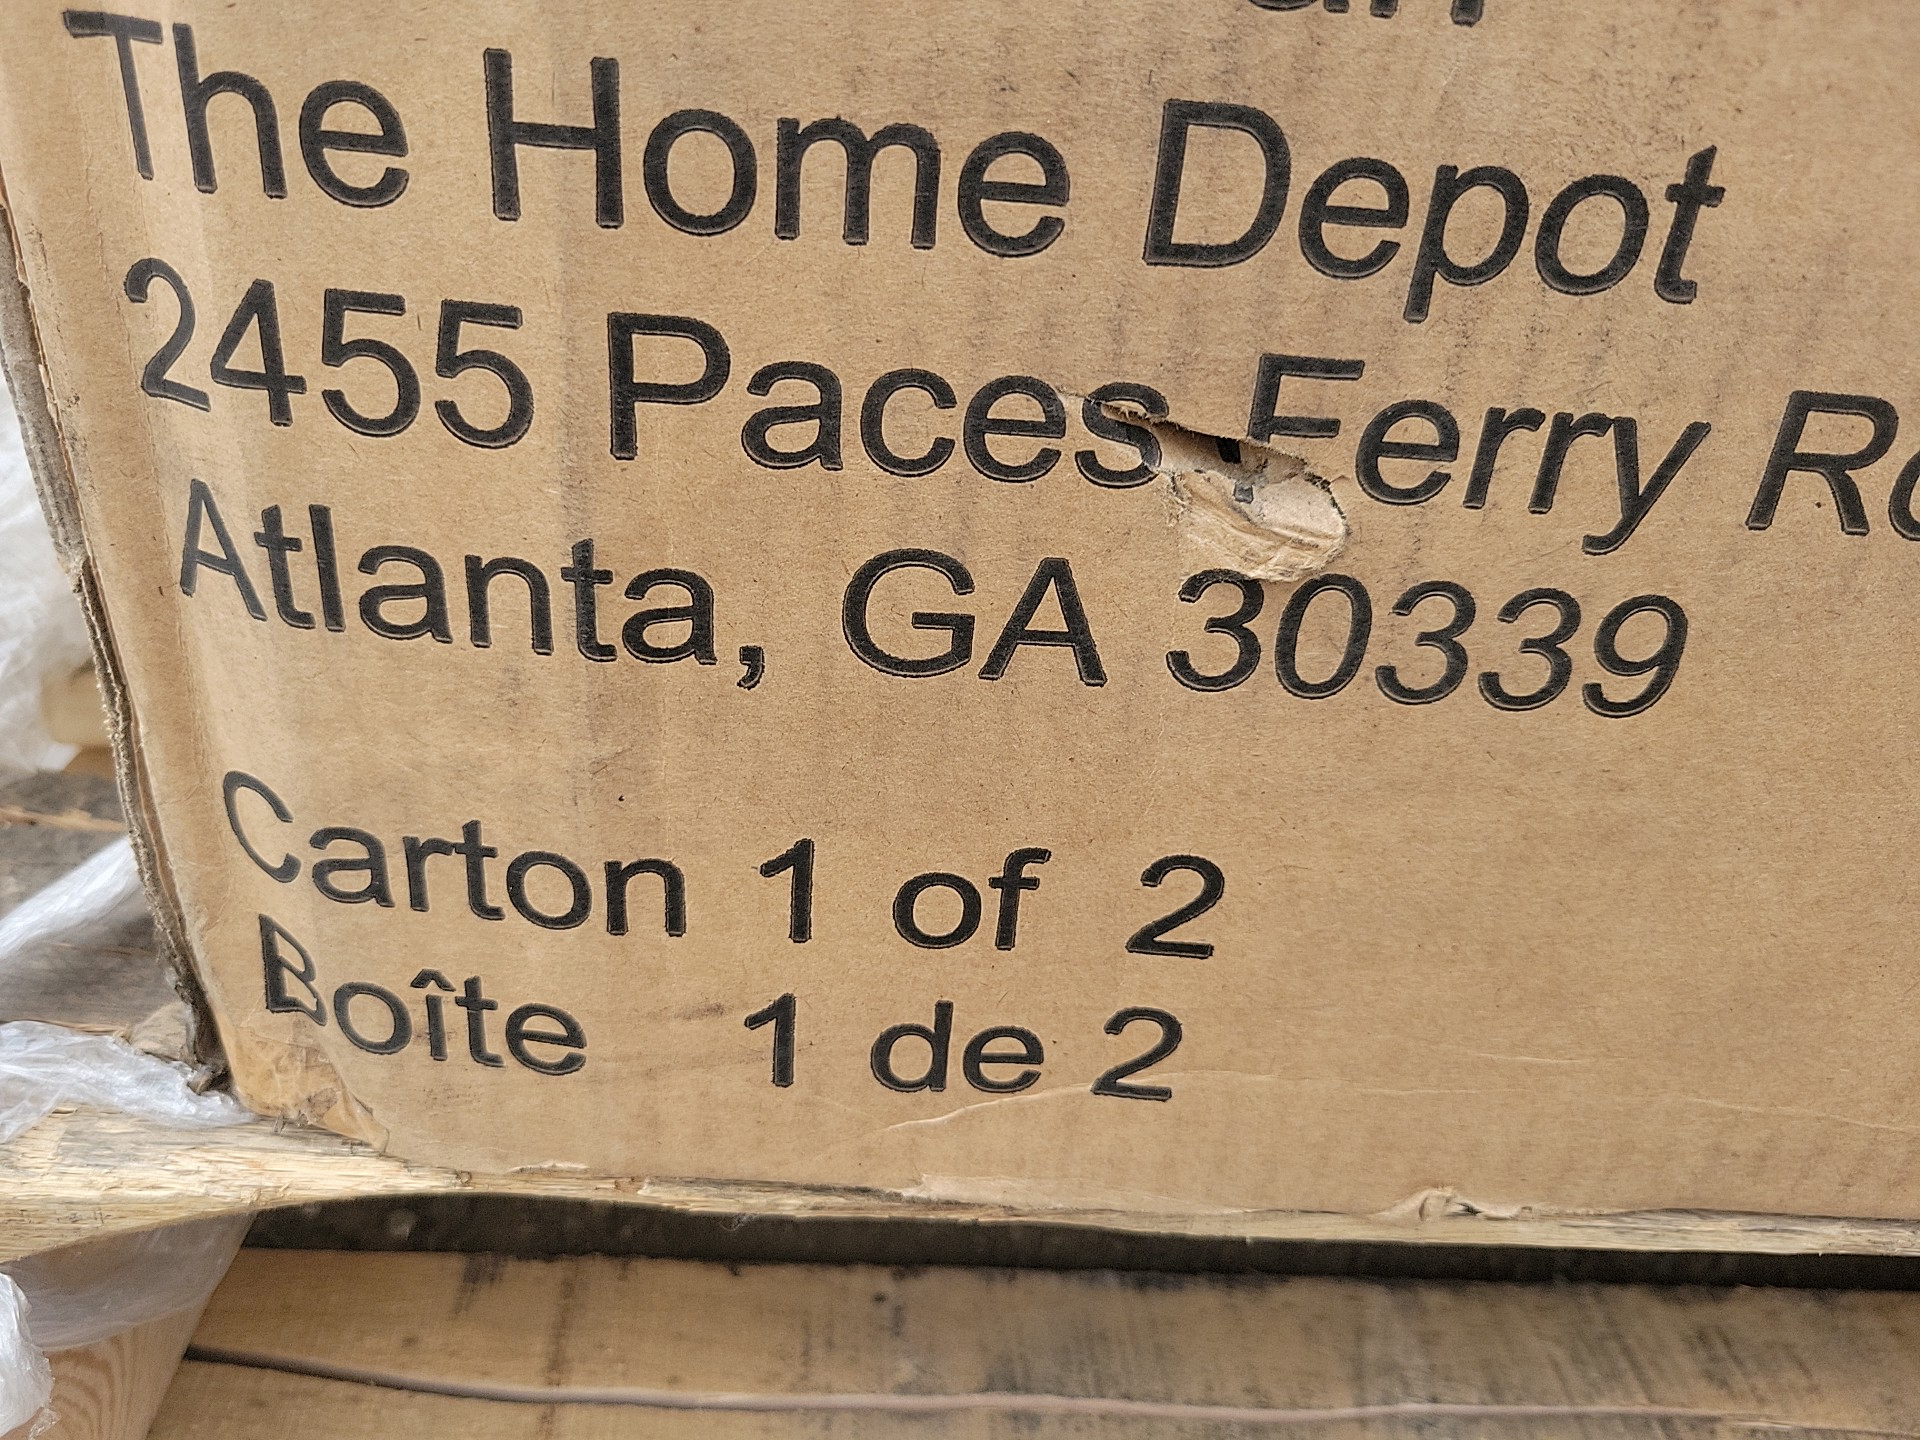 The Home Depot
2455 Paces Ferry
Atlanta, GA 30339
Carton 1 of 2
Boîte 1 de 2